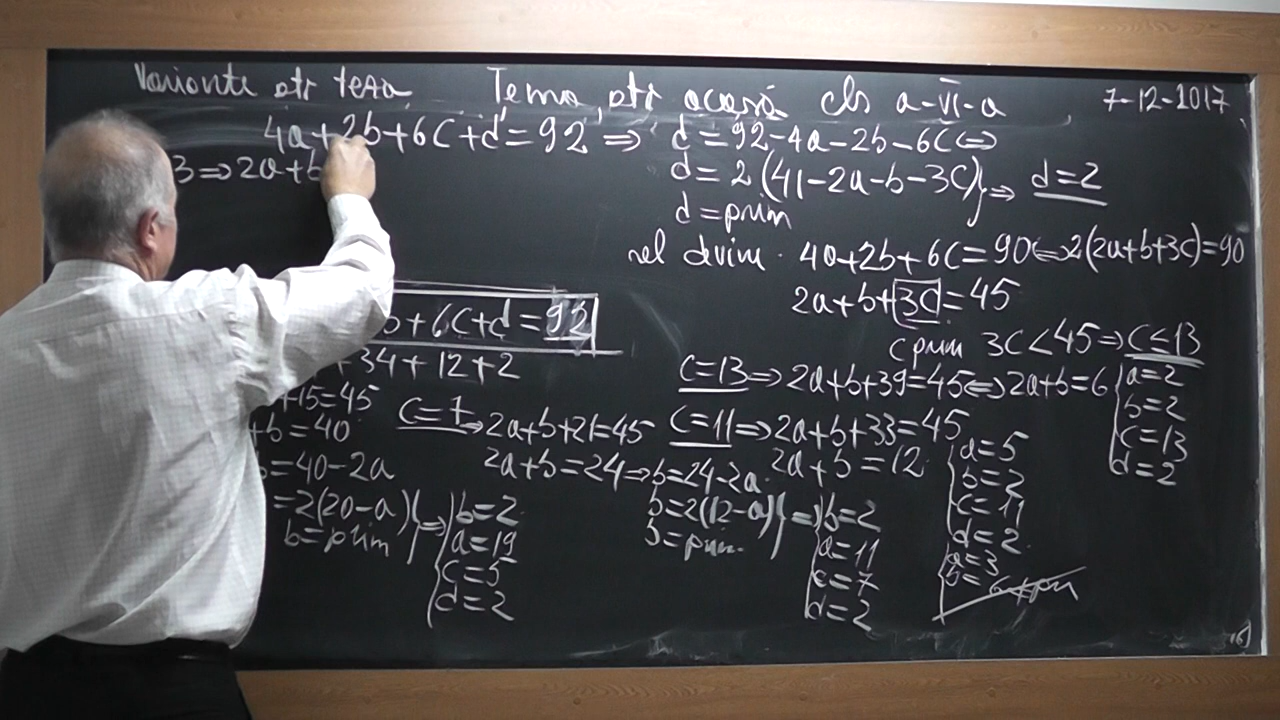 Variante ptr teza Tema ptr acasă cls a-VI-a 7-12-2017
4a+2b+6c+d=92 ⇒ d=92-4a-2b-6c⇔
3⇒2a+b
d=2(41-2a-b-3c)}⇒ d=2
d=prim
rel devine. 4a+2b+6c=90⇔2(2a+b+3c)=90
2a+b+3c=45
c prim 3c<45⇒c≤13
b+6c+d=92
+34+12+2
c=13⇒2a+b+39=45⇔2a+b=6
a=2
b=2
c=13
d=2
+15=45
+b=40
=40-2a
=2(20-a)}⇒
b=prim
b=2
a=19
c=5
d=2
c=7⇒2a+b+21=45
2a+b=24⇒b=24-2a
b=2(12-a)}⇒
b=prim.
b=2
a=11
c=7
d=2
c=11⇒2a+b+33=45
2a+b=12
a=5
b=2
c=11
d=2
a=3
b=6